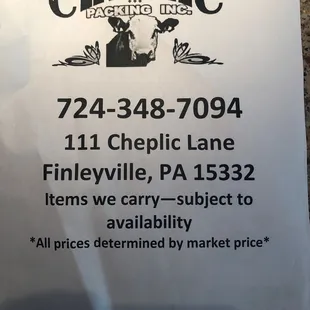 PACKING INC.
724-348-7094
111 Cheplic Lane
Finleyville, PA 15332
Items we carry—subject to
availability
*All prices determined by market price*